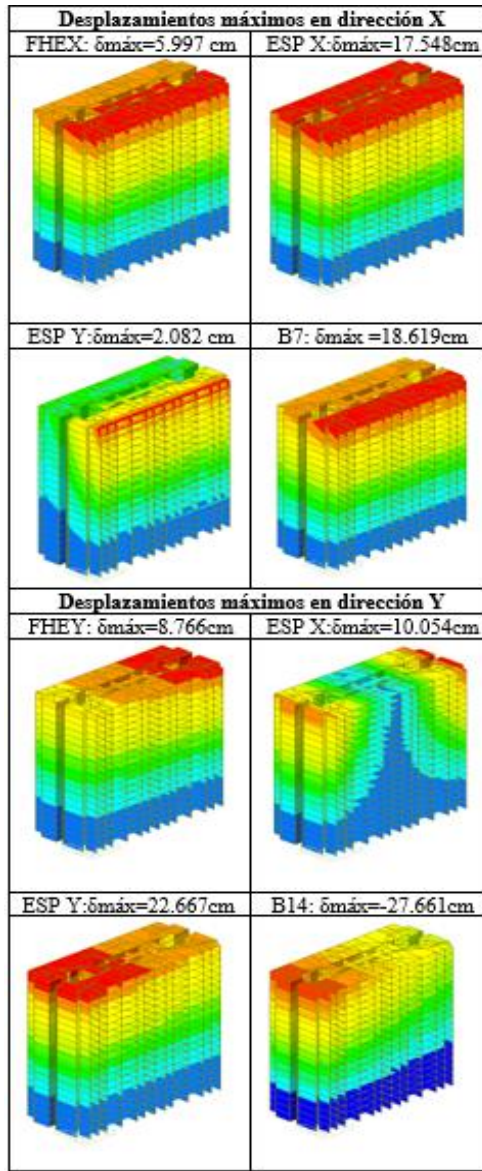 Desplazamientos máximos en dirección X
FHEX: δmáx=5.997 cm
ESP X:δmáx=17.548cm
ESP Y:δmáx=2.082 cm
B7: δmáx =18.619cm
Desplazamientos máximos en dirección Y
FHEY: δmáx=8.766cm
ESP X:δmáx=10.054cm
ESP Y:δmáx=22.667cm
B14: δmáx=-27.661cm